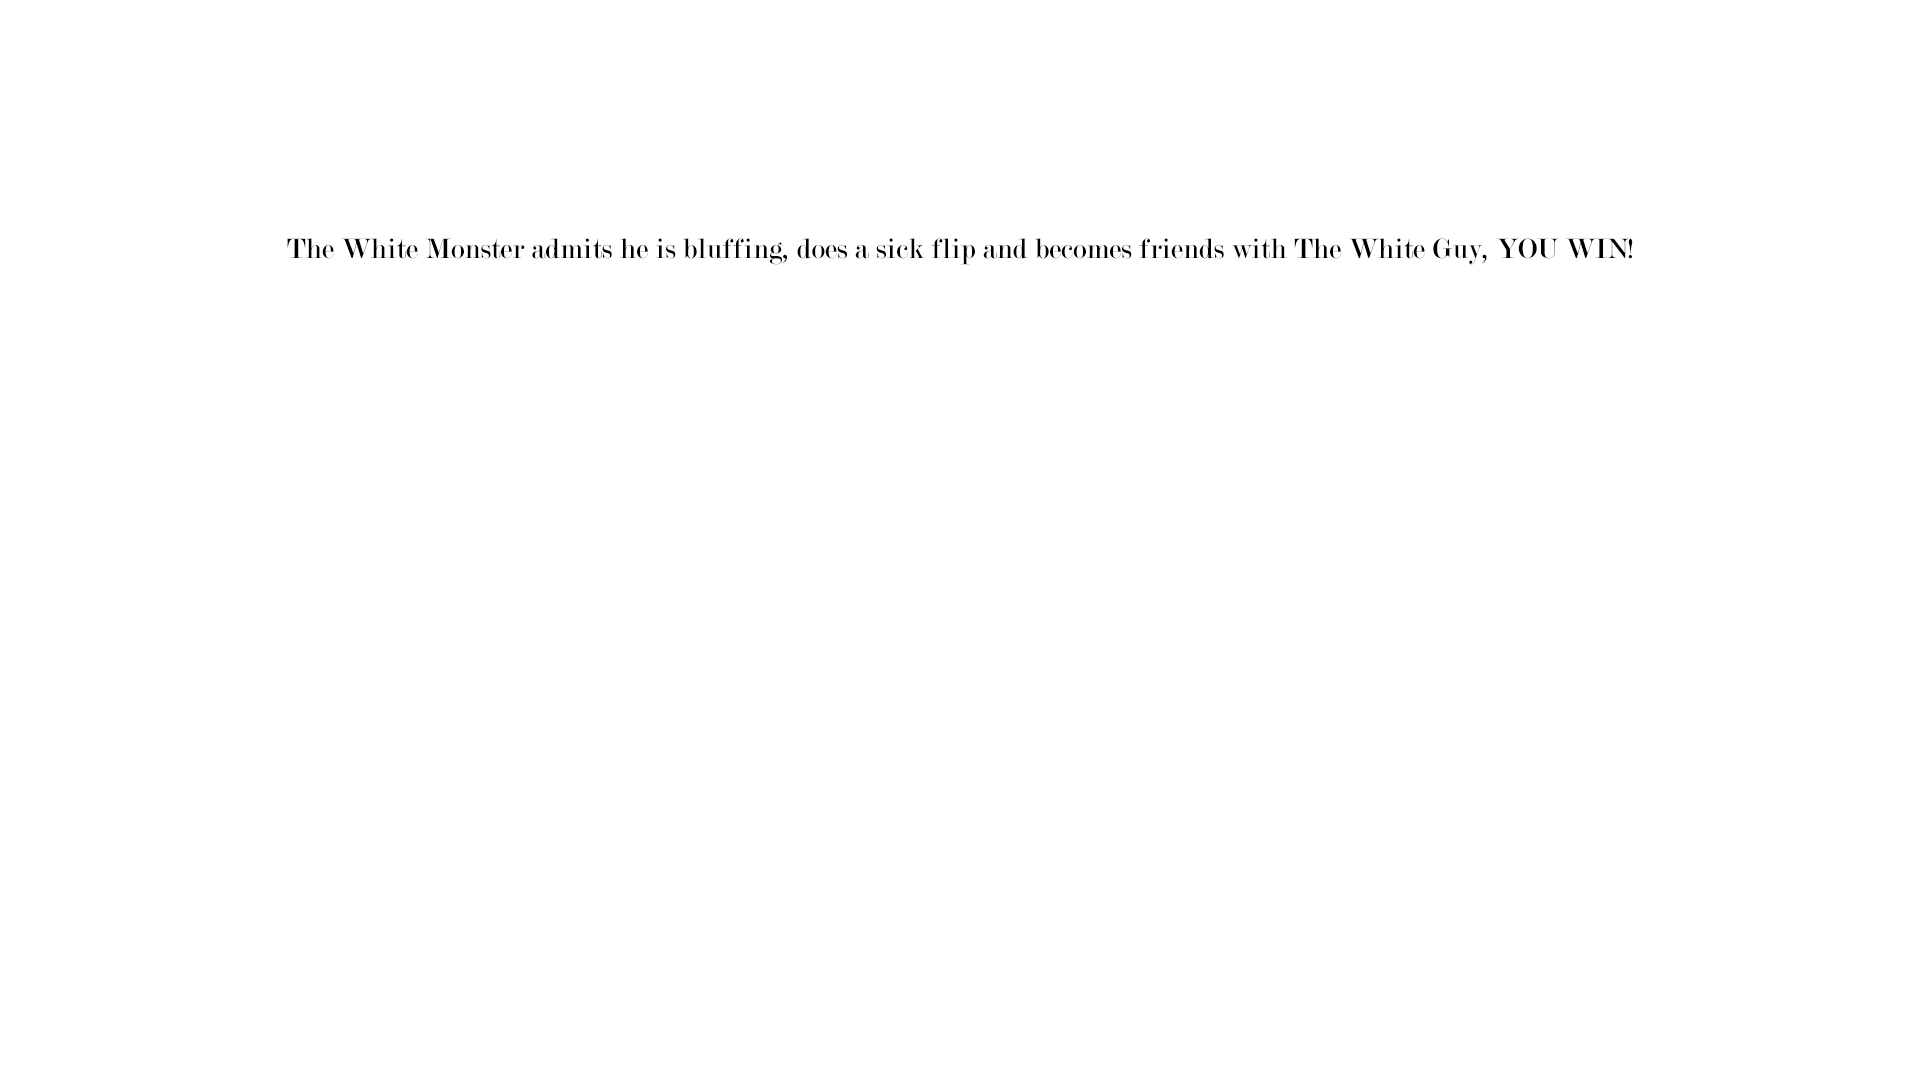 The White Monster admits he is bluffing, does a sick flip and becomes friends with The White Guy, YOU WIN!